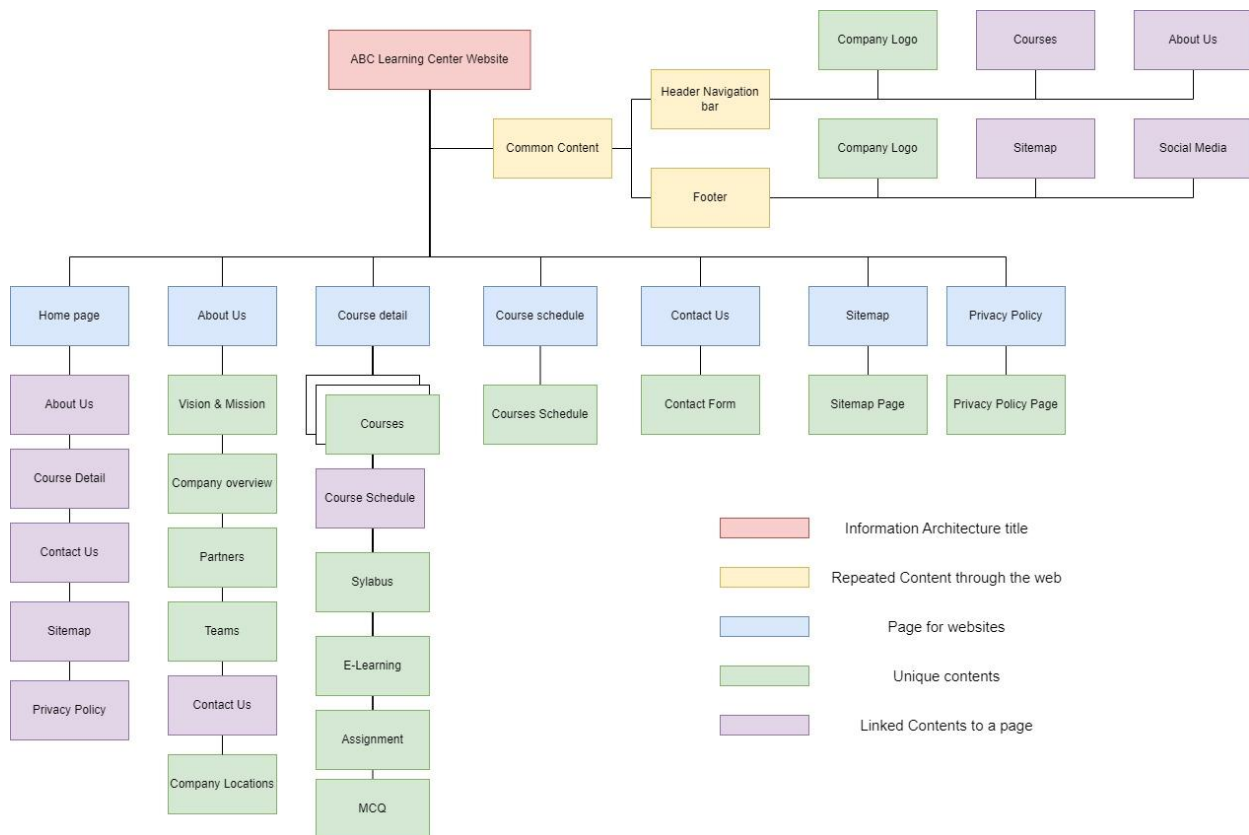 ABC Learning Center Website
Company Logo
Courses
About Us
Header Navigation
bar
Common Content
Company Logo
Sitemap
Social Media
Footer
Home page
About Us
Course detail
Course schedule
Contact Us
Sitemap
Privacy Policy
About Us
Vision & Mission
Courses
Courses Schedule
Contact Form
Sitemap Page
Privacy Policy Page
Course Detail
Company overview
Course Schedule
Contact Us
Partners
Sylabus
Sitemap
Teams
E-Learning
Privacy Policy
Contact Us
Assignment
Company Locations
MCQ
Information Architecture title
Repeated Content through the web
Page for websites
Unique contents
Linked Contents to a page